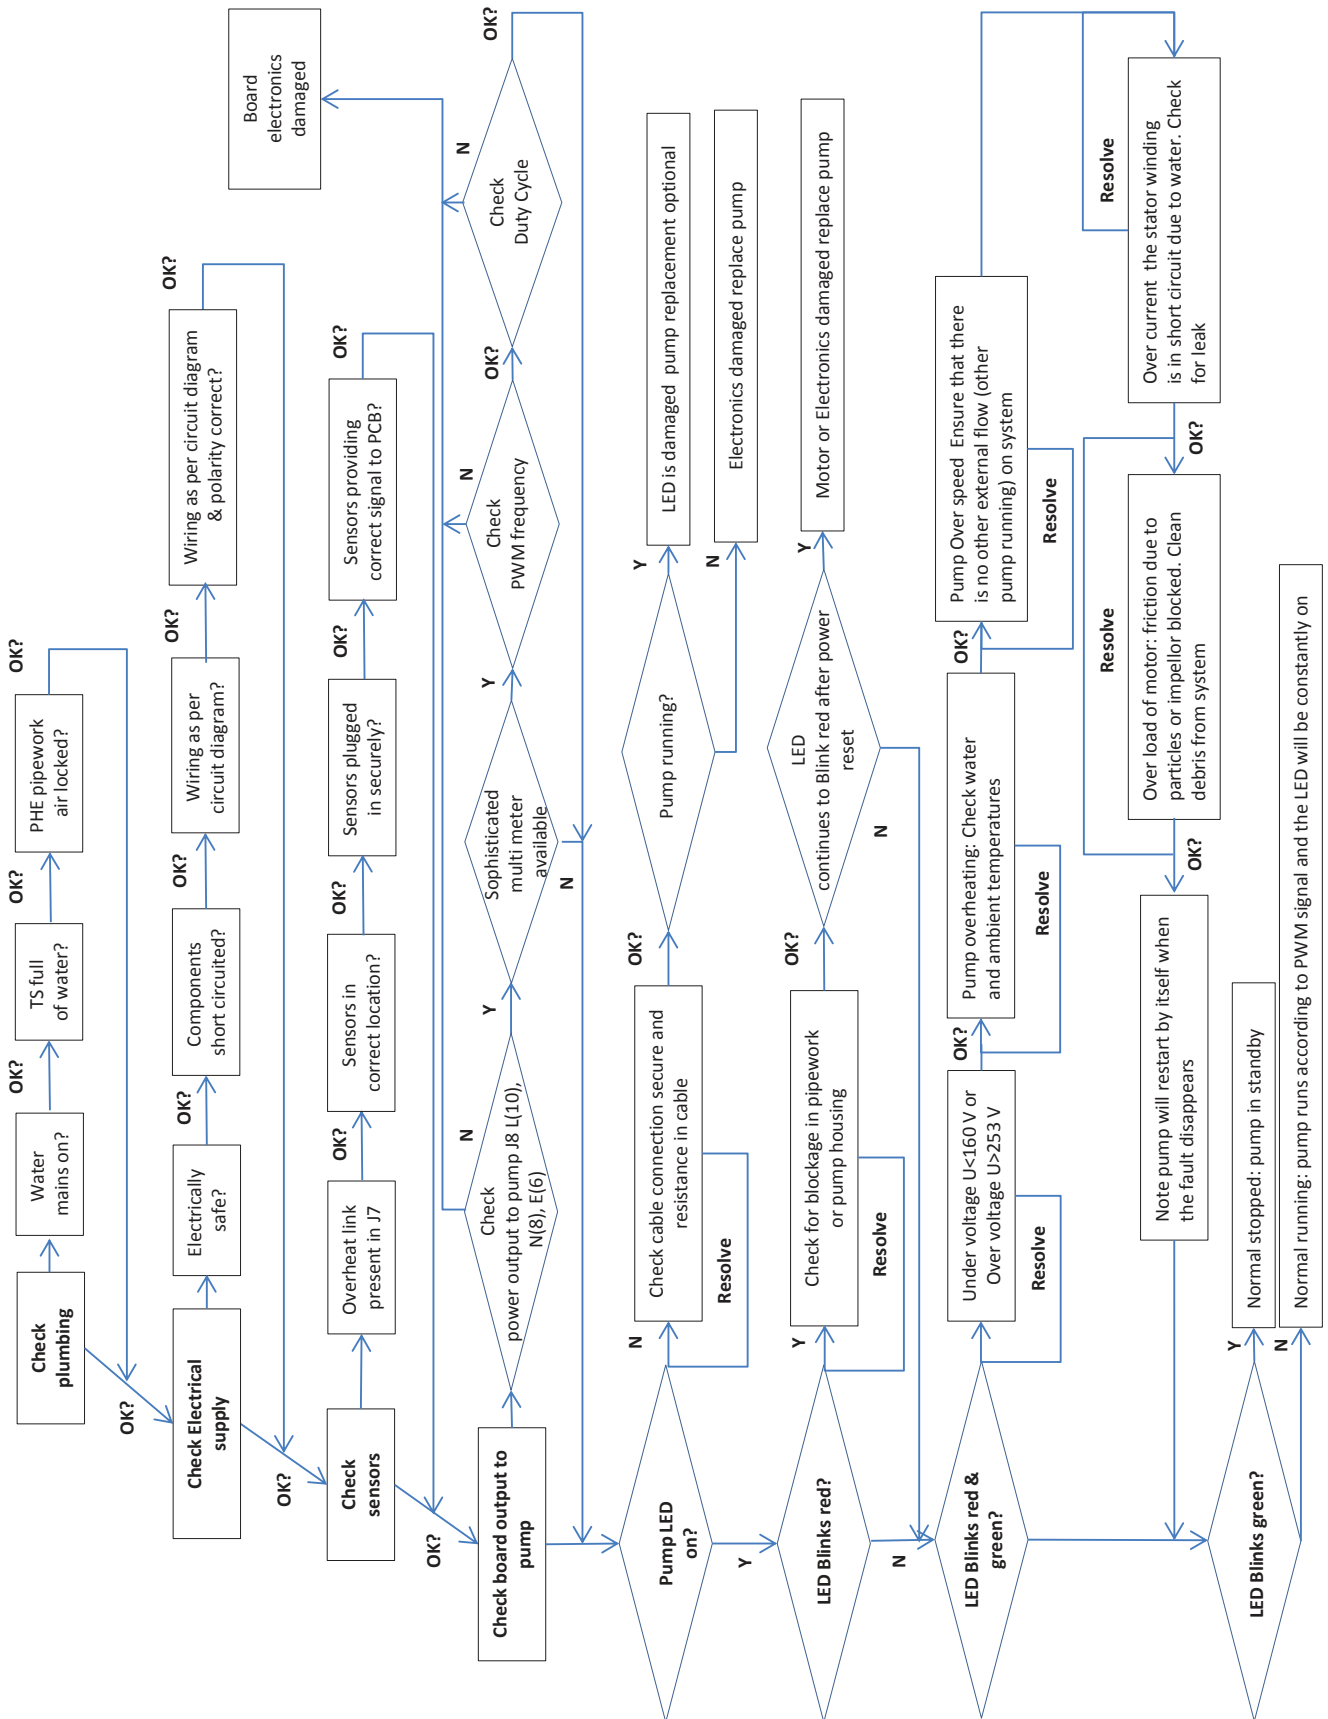 Check
plumbing
Water
mains on?
OK?
TS full
of water?
OK?
PHE pipework
air locked?
OK?
OK?
Check Electrical
supply
Electrically
safe?
OK?
Components
short circuited?
OK?
Wiring as per
circuit diagram?
OK?
Wiring as per circuit diagram
& polarity correct?
OK?
OK?
Check
sensors
Overheat link
present in J7
OK?
Sensors in
correct location?
OK?
Sensors plugged
in securely?
OK?
Sensors providing
correct signal to PCB?
OK?
OK?
Board
electronics
damaged
Check board output to
pump
Check
power output to pump J8 L(10),
N(8), E(6)
N
Y
Sophisticated
multi meter
available
N
Y
Check
PWM frequency
N
OK?
Check
Duty Cycle
N
OK?
Pump LED
on?
N
Check cable connection secure and
resistance in cable
Resolve
OK?
Pump running?
Y
LED is damaged pump replacement optional
N
Electronics damaged replace pump
Y
LED Blinks red?
Y
Check for blockage in pipework
or pump housing
Resolve
OK?
LED
continues to Blink red after power
reset
Y
Motor or Electronics damaged replace pump
N
N
LED Blinks red &
green?
Under voltage U<160 V or
Over voltage U>253 V
Resolve
OK?
Pump overheating: Check water
and ambient temperatures
Resolve
OK?
Pump Over speed Ensure that there
is no other external flow (other
pump running) on system
Resolve
Over current the stator winding
is in short circuit due to water. Check
for leak
Resolve
OK?
Over load of motor: friction due to
particles or impellor blocked. Clean
debris from system
Resolve
OK?
Note pump will restart by itself when
the fault disappears
LED Blinks green?
Y
Normal stopped: pump in standby
N
Normal running: pump runs according to PWM signal and the LED will be constantly on